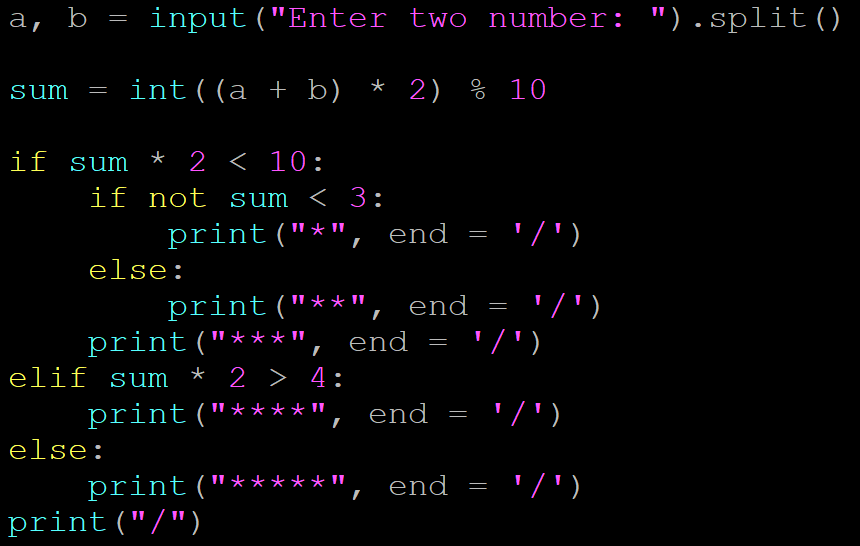 a, b = input("Enter two number: ").split()

sum = int((a + b) * 2) % 10

if sum * 2 < 10:
    if not sum < 3:
        print("*", end = '/')
    else:
        print("**", end = '/')
    print("***", end = '/')
elif sum * 2 > 4:
    print("****", end = '/')
else:
    print("*****", end = '/')
print("/")